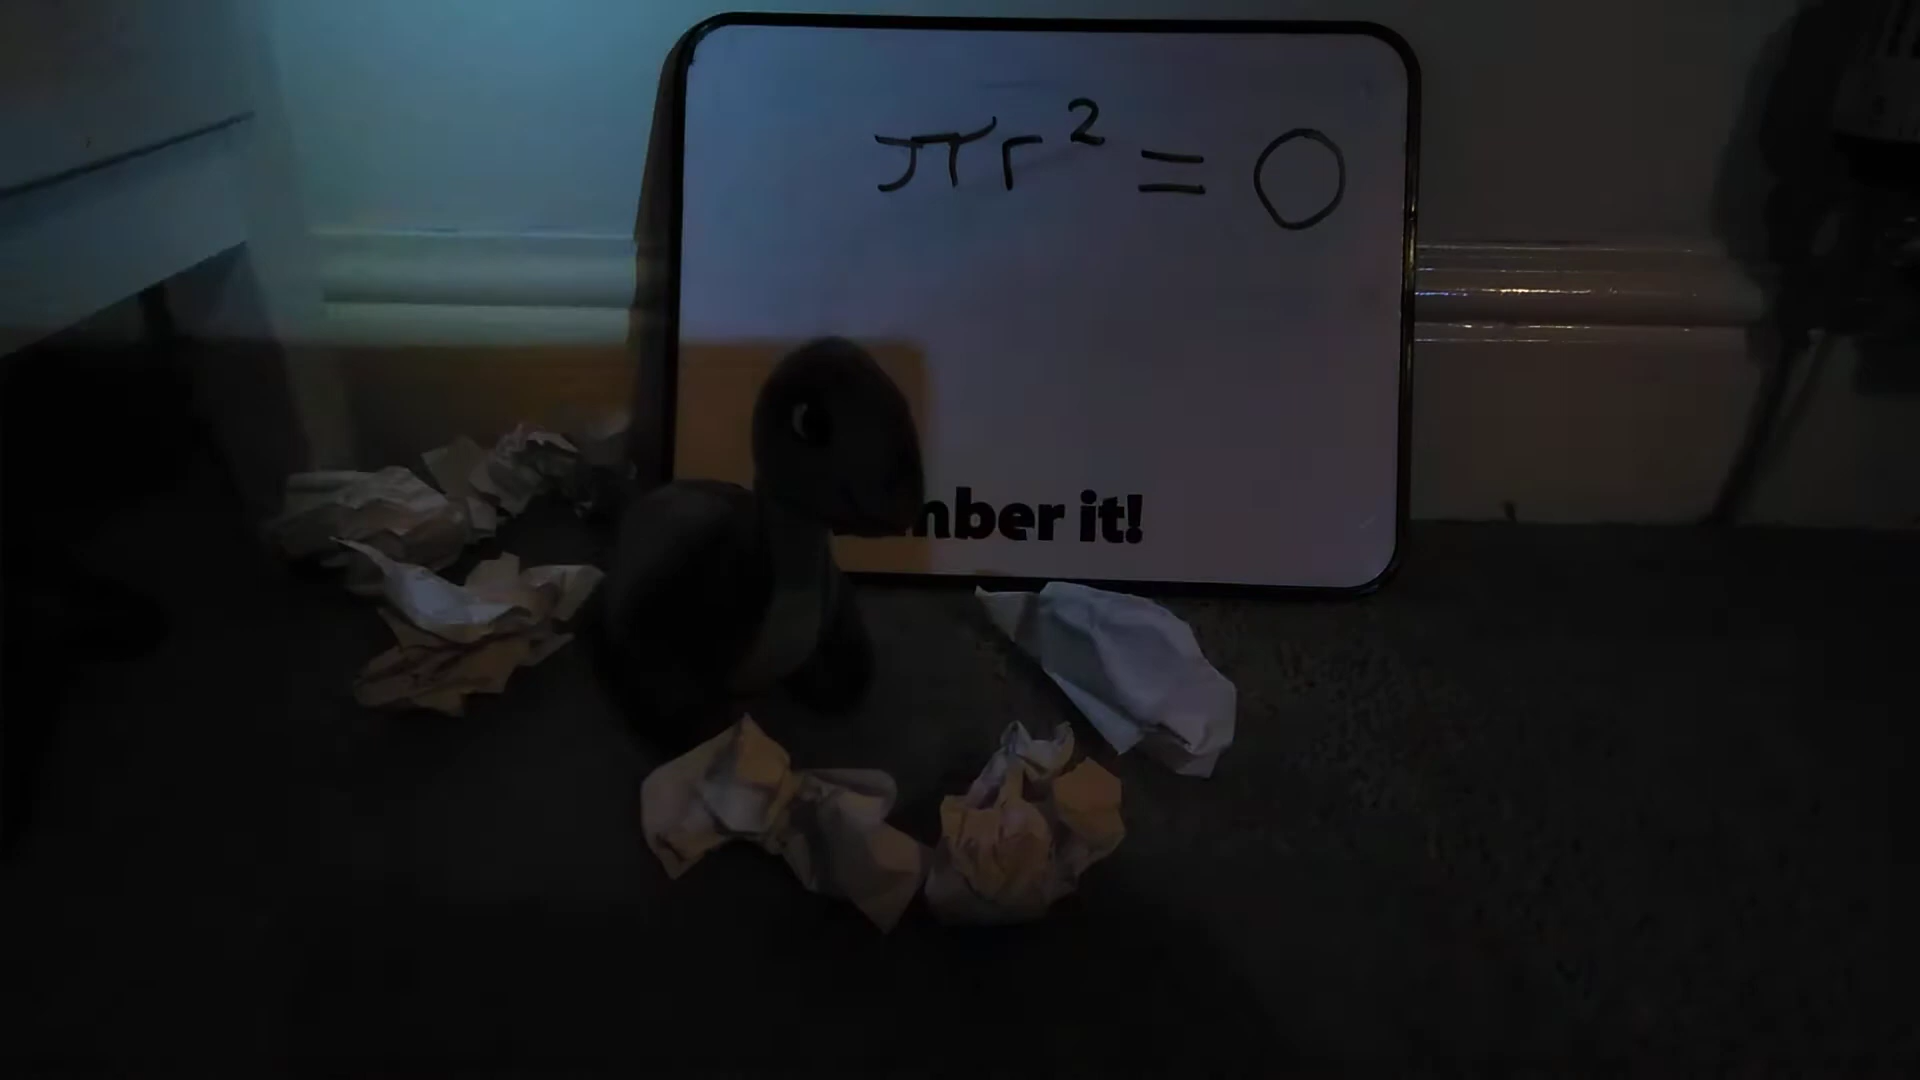 πr² = O
mber it!